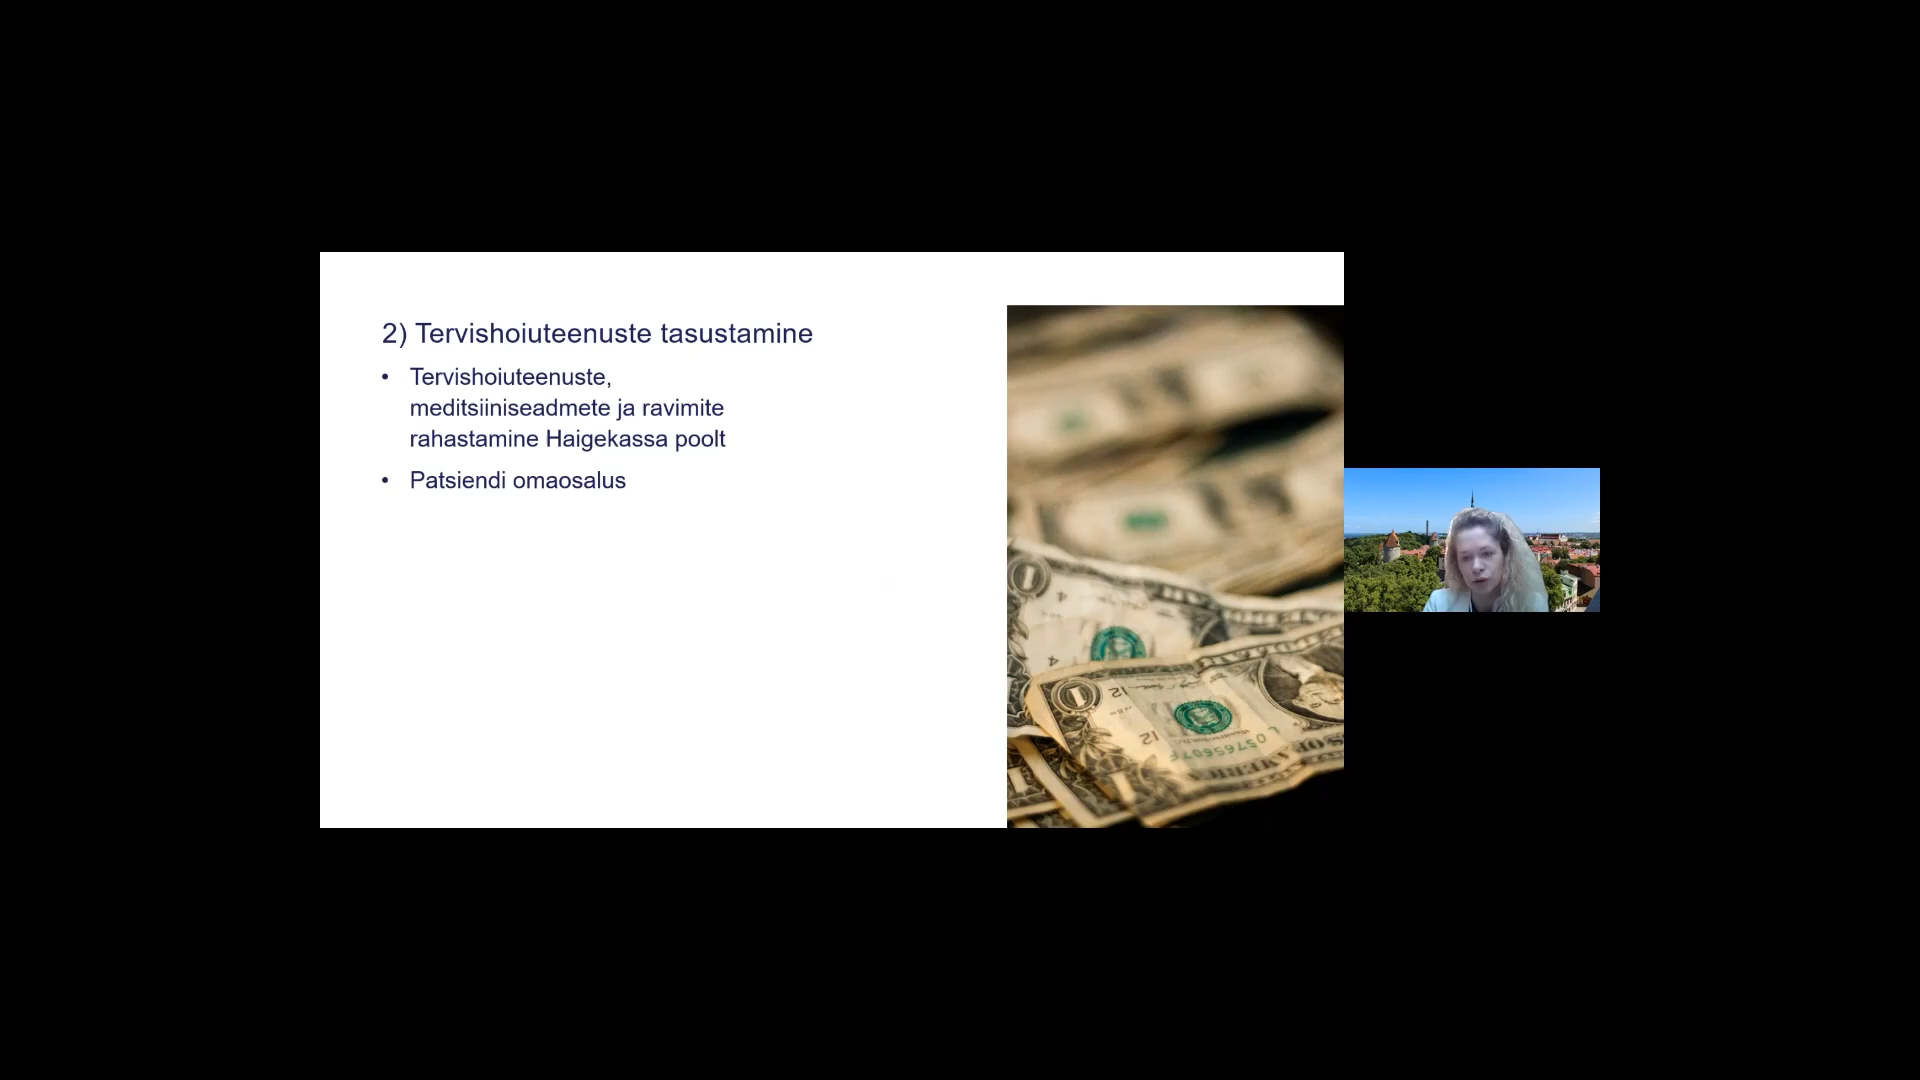 2) Tervishoiuteenuste tasustamine
• Tervishoiuteenuste,
meditsiiniseadmete ja ravimite
rahastamine Haigekassa poolt
• Patsiendi omaosalus